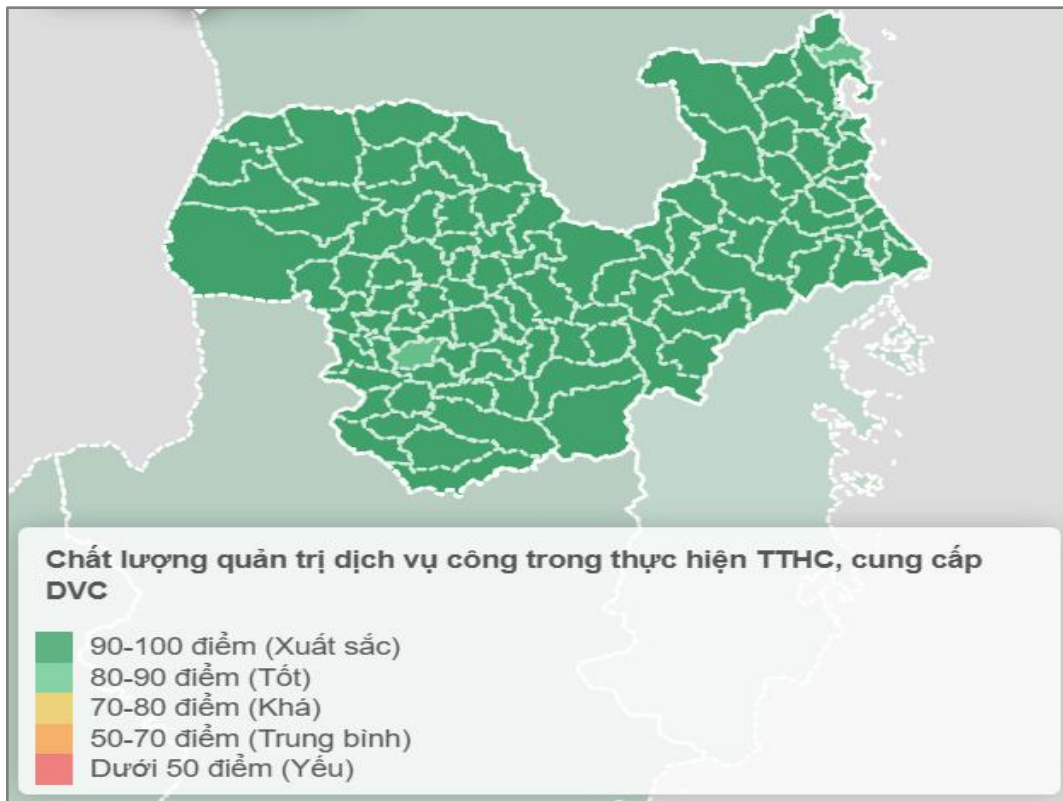 Chất lượng quản trị dịch vụ công trong thực hiện TTHC, cung cấp
DVC
90-100 điểm (Xuất sắc)
80-90 điểm (Tốt)
70-80 điểm (Khá)
50-70 điểm (Trung bình)
Dưới 50 điểm (Yếu)